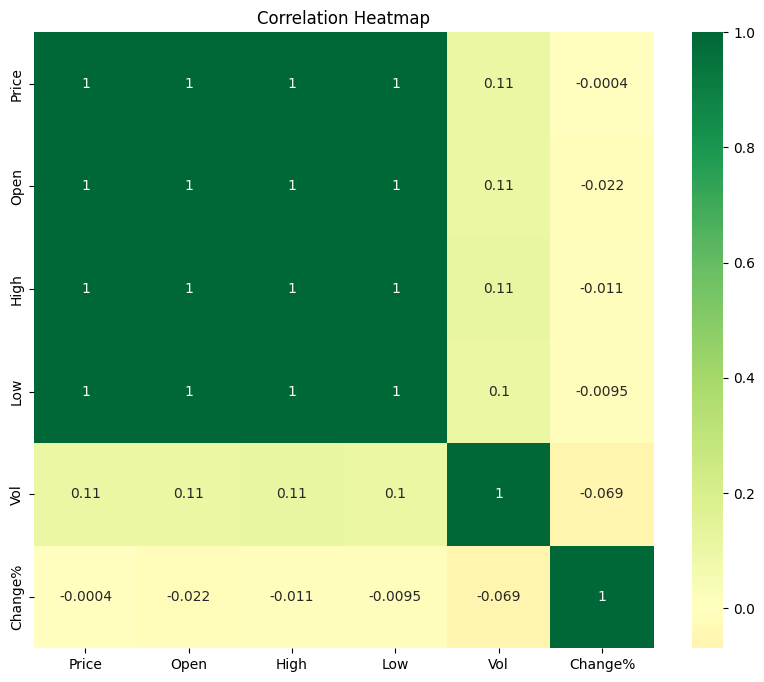 Correlation Heatmap
Price 1 1 1 1 0.11 -0.0004
Open 1 1 1 1 0.11 -0.022
High 1 1 1 1 0.11 -0.011
Low 1 1 1 1 0.1 -0.0095
Vol 0.11 0.11 0.11 0.1 1 -0.069
Change% -0.0004 -0.022 -0.011 -0.0095 -0.069 1
Price Open High Low Vol Change%
1.0
0.8
0.6
0.4
0.2
0.0